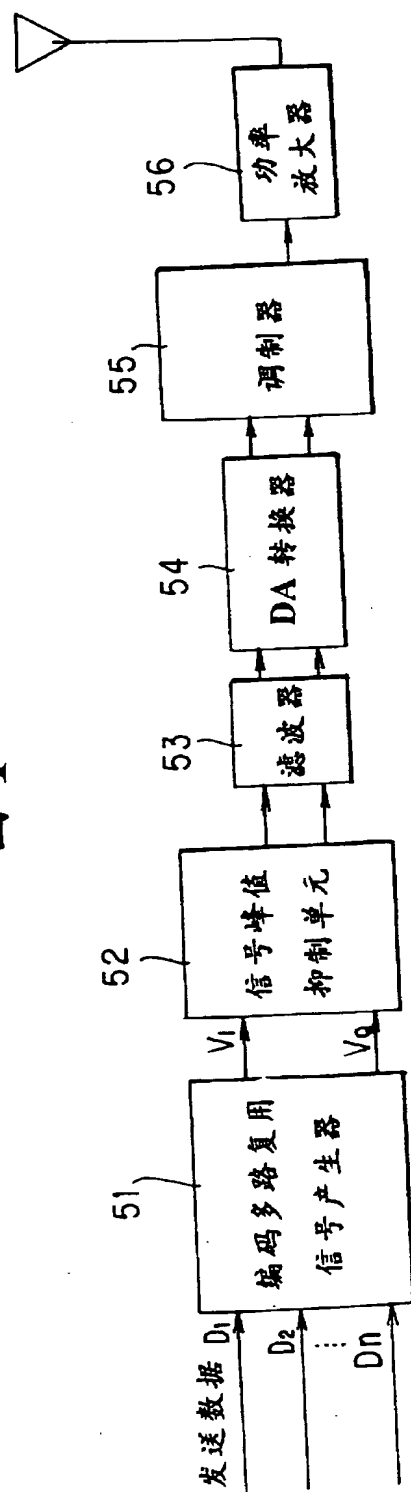 发送数据
D1
D2
Dn
51
编码多路复用
信号产生器
VI
VQ
52
信号峰值
抑制单元
53
滤波器
54
DA 转换器
55
调制器
56
功率
放大器